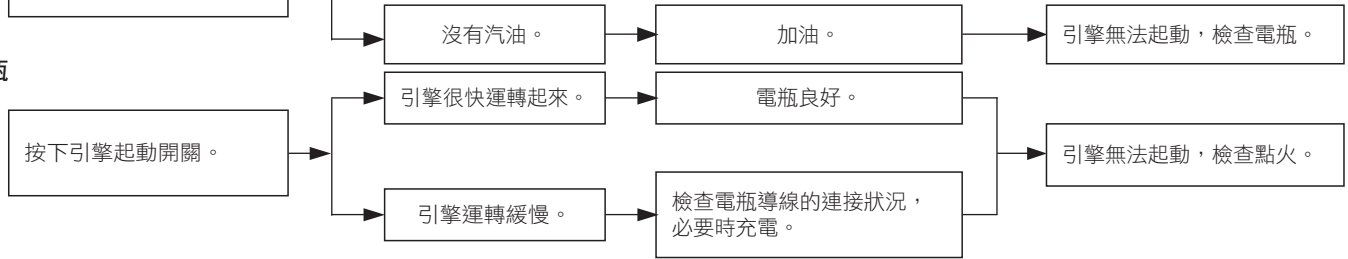 沒有汽油。
加油。
引擎無法起動，檢查電瓶。
瓶
按下引擎起動開關。
引擎很快運轉起來。
電瓶良好。
引擎運轉緩慢。
檢查電瓶導線的連接狀況，
必要時充電。
引擎無法起動，檢查點火。